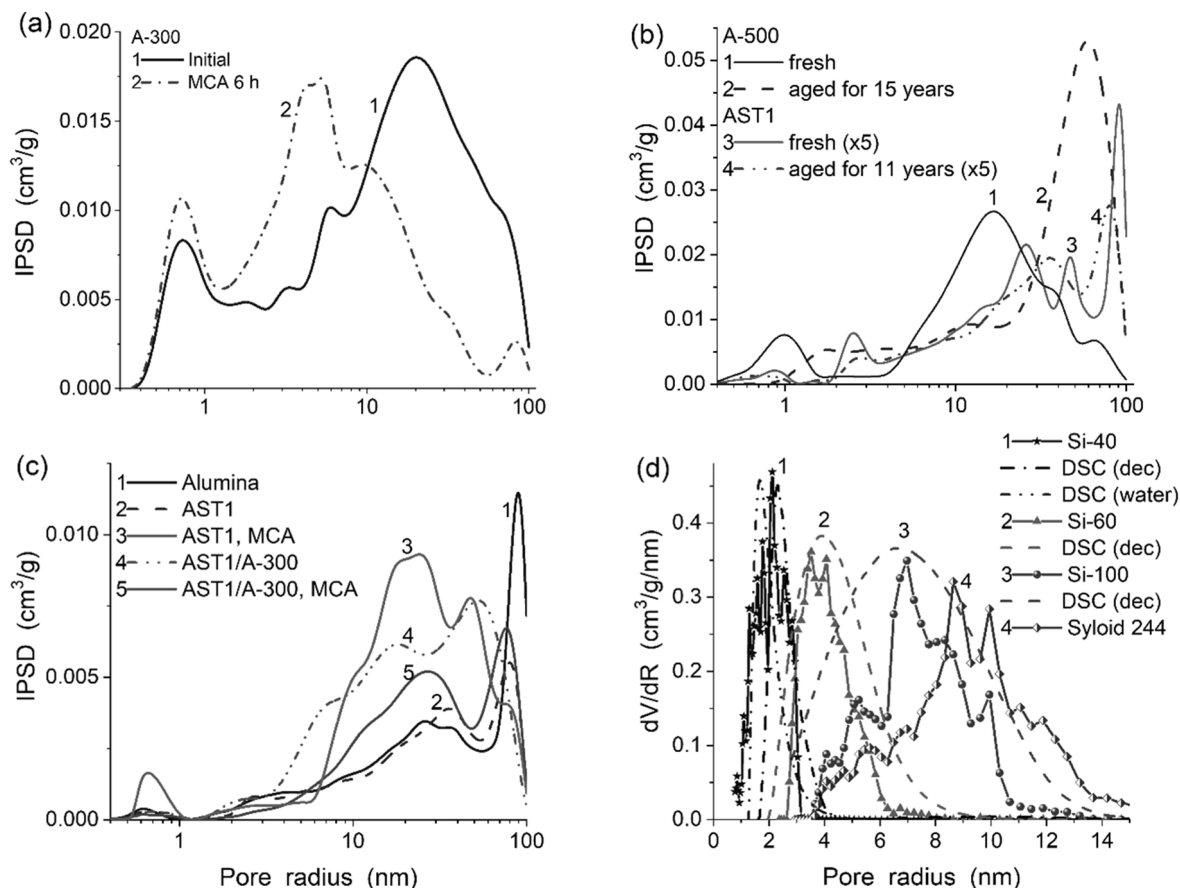 (a)
A-300
1 Initial
2 MCA 6 h
1
2
IPSD (cm³/g)
0.020
0.015
0.010
0.005
0.000
1 10 100
(b)
A-500
1 fresh
2 aged for 15 years
AST1
3 fresh (x5)
4 aged for 11 years (x5)
1
2
3
4
IPSD (cm³/g)
0.05
0.04
0.03
0.02
0.01
0.00
1 10 100
(c)
1 Alumina
2 AST1
3 AST1, MCA
4 AST1/A-300
5 AST1/A-300, MCA
1
3
4
5
2
IPSD (cm³/g)
0.010
0.005
0.000
1 10 100
Pore radius (nm)
(d)
1 Si-40
DSC (dec)
DSC (water)
2 Si-60
DSC (dec)
3 Si-100
DSC (dec)
4 Syloid 244
1
2
3
4
dV/dR (cm³/g/nm)
0.4
0.3
0.2
0.1
0.0
0 2 4 6 8 10 12 14
Pore radius (nm)